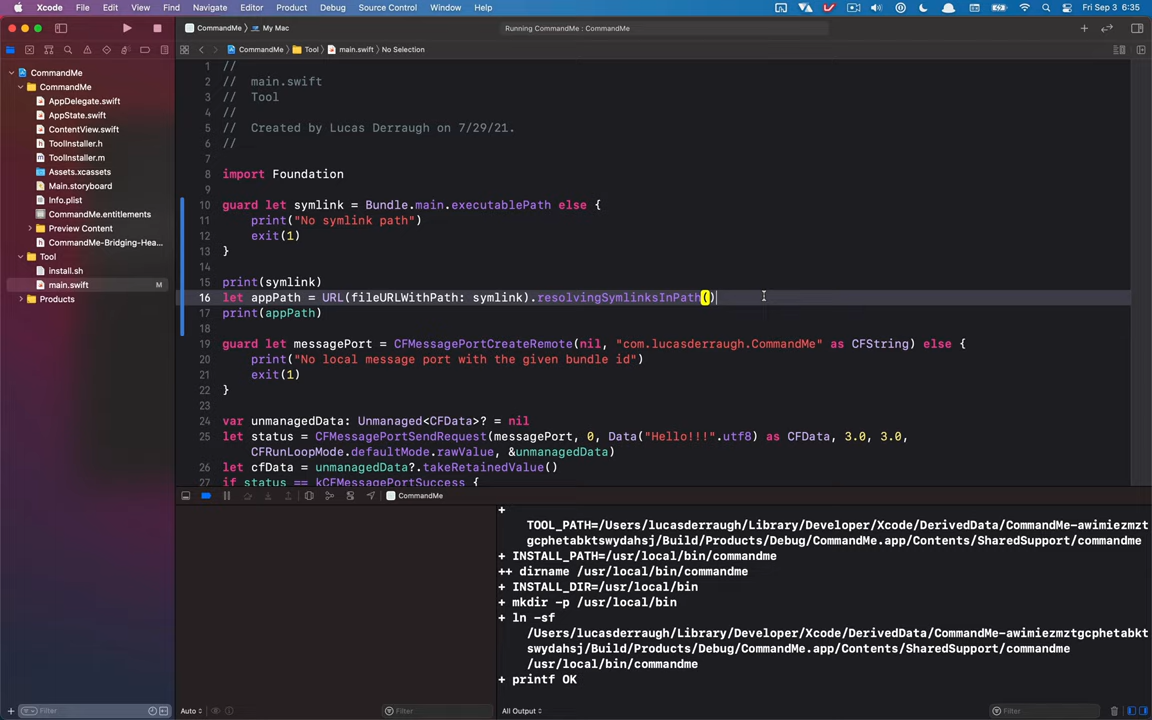 Xcode File Edit View Find Navigate Editor Product Debug Source Control Window Help Fri Sep 3 6:35
CommandMe My Mac Running CommandMe : CommandMe
CommandMe Tool main.swift No Selection
CommandMe
CommandMe
AppDelegate.swift
AppState.swift
ContentView.swift
ToolInstaller.h
ToolInstaller.m
Assets.xcassets
Main.storyboard
Info.plist
CommandMe.entitlements
Preview Content
CommandMe-Bridging-Hea...
Tool
install.sh
main.swift M
Products
1 //
2 // main.swift
3 // Tool
4 //
5 // Created by Lucas Derraugh on 7/29/21.
6 //
7
8 import Foundation
9
10 guard let symlink = Bundle.main.executablePath else {
11 print("No symlink path")
12 exit(1)
13 }
14
15 print(symlink)
16 let appPath = URL(fileURLWithPath: symlink).resolvingSymlinksInPath()
17 print(appPath)
18
19 guard let messagePort = CFMessagePortCreateRemote(nil, "com.lucasderraugh.CommandMe" as CFString) else {
20 print("No local message port with the given bundle id")
21 exit(1)
22 }
23
24 var unmanagedData: Unmanaged<CFData>? = nil
25 let status = CFMessagePortSendRequest(messagePort, 0, Data("Hello!!!".utf8) as CFData, 3.0, 3.0,
CFRunLoopMode.defaultMode.rawValue, &unmanagedData)
26 let cfData = unmanagedData?.takeRetainedValue()
27 if status == kCFMessagePortSuccess {
CommandMe
+
TOOL_PATH=/Users/lucasderraugh/Library/Developer/Xcode/DerivedData/CommandMe-awimiezmzt
gcphetabktswydahsj/Build/Products/Debug/CommandMe.app/Contents/SharedSupport/commandme
+ INSTALL_PATH=/usr/local/bin/commandme
++ dirname /usr/local/bin/commandme
+ INSTALL_DIR=/usr/local/bin
+ mkdir -p /usr/local/bin
+ ln -sf
/Users/lucasderraugh/Library/Developer/Xcode/DerivedData/CommandMe-awimiezmztgcphetabkt
swydahsj/Build/Products/Debug/CommandMe.app/Contents/SharedSupport/commandme
/usr/local/bin/commandme
+ printf OK
Filter Auto Filter All Output Filter